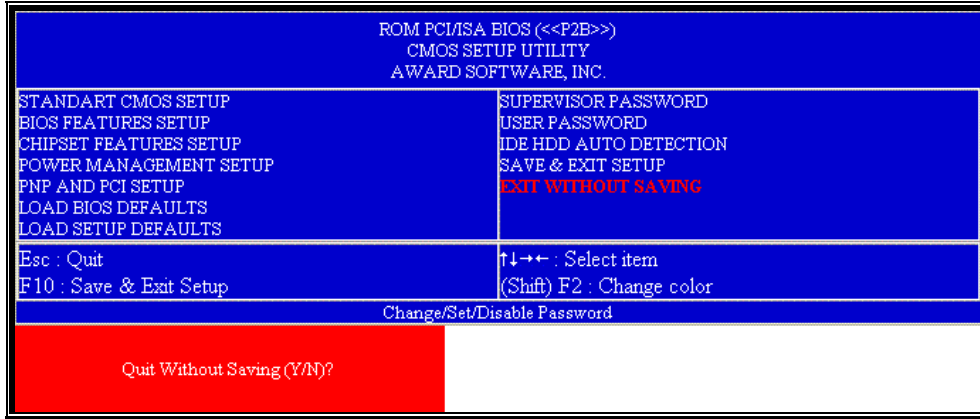 ROM PCI/ISA BIOS (<<P2B>>)
CMOS SETUP UTILITY
AWARD SOFTWARE, INC.
STANDART CMOS SETUP
BIOS FEATURES SETUP
CHIPSET FEATURES SETUP
POWER MANAGEMENT SETUP
PNP AND PCI SETUP
LOAD BIOS DEFAULTS
LOAD SETUP DEFAULTS
SUPERVISOR PASSWORD
USER PASSWORD
IDE HDD AUTO DETECTION
SAVE & EXIT SETUP
EXIT WITHOUT SAVING
Esc : Quit
F10 : Save & Exit Setup
↑↓→← : Select item
(Shift) F2 : Change color
Change/Set/Disable Password
Quit Without Saving (Y/N)?